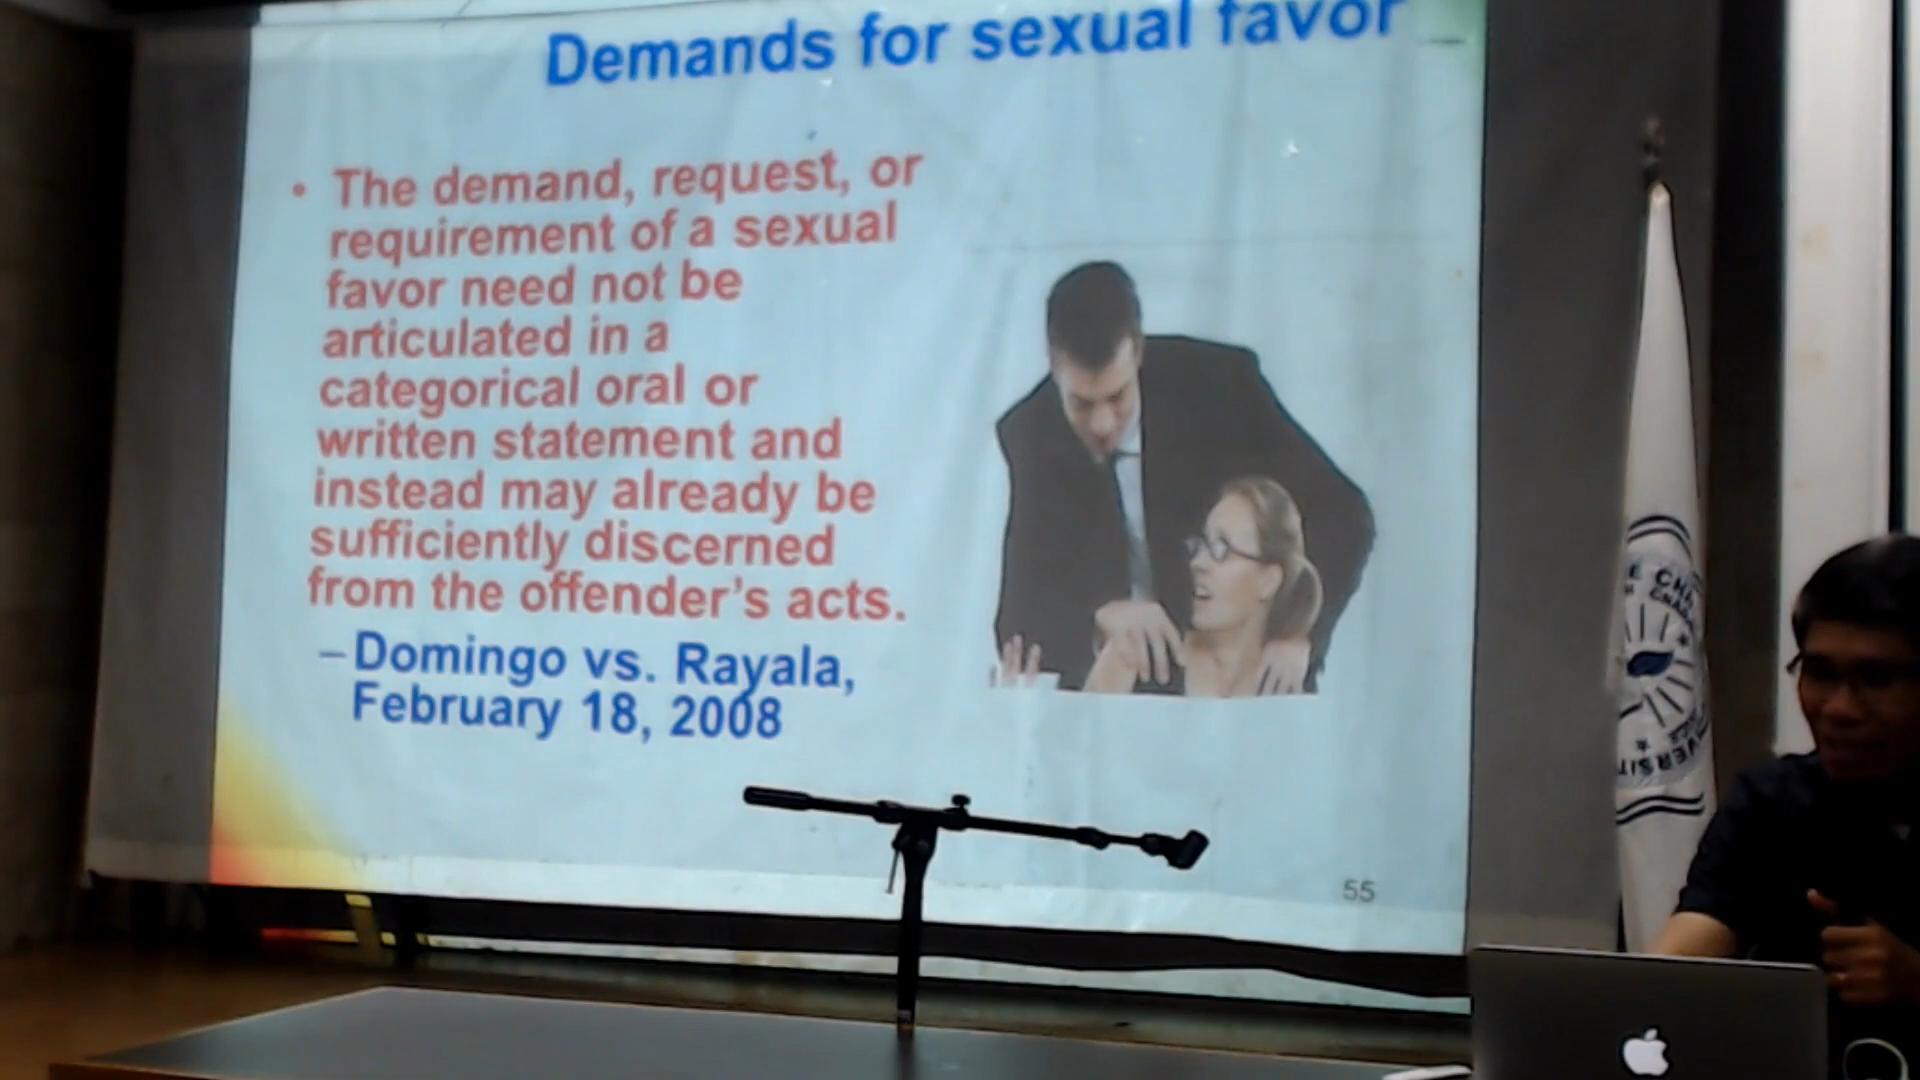 Demands for sexual favor
• The demand, request, or
requirement of a sexual
favor need not be
articulated in a
categorical oral or
written statement and
instead may already be
sufficiently discerned
from the offender's acts.
– Domingo vs. Rayala,
February 18, 2008
55